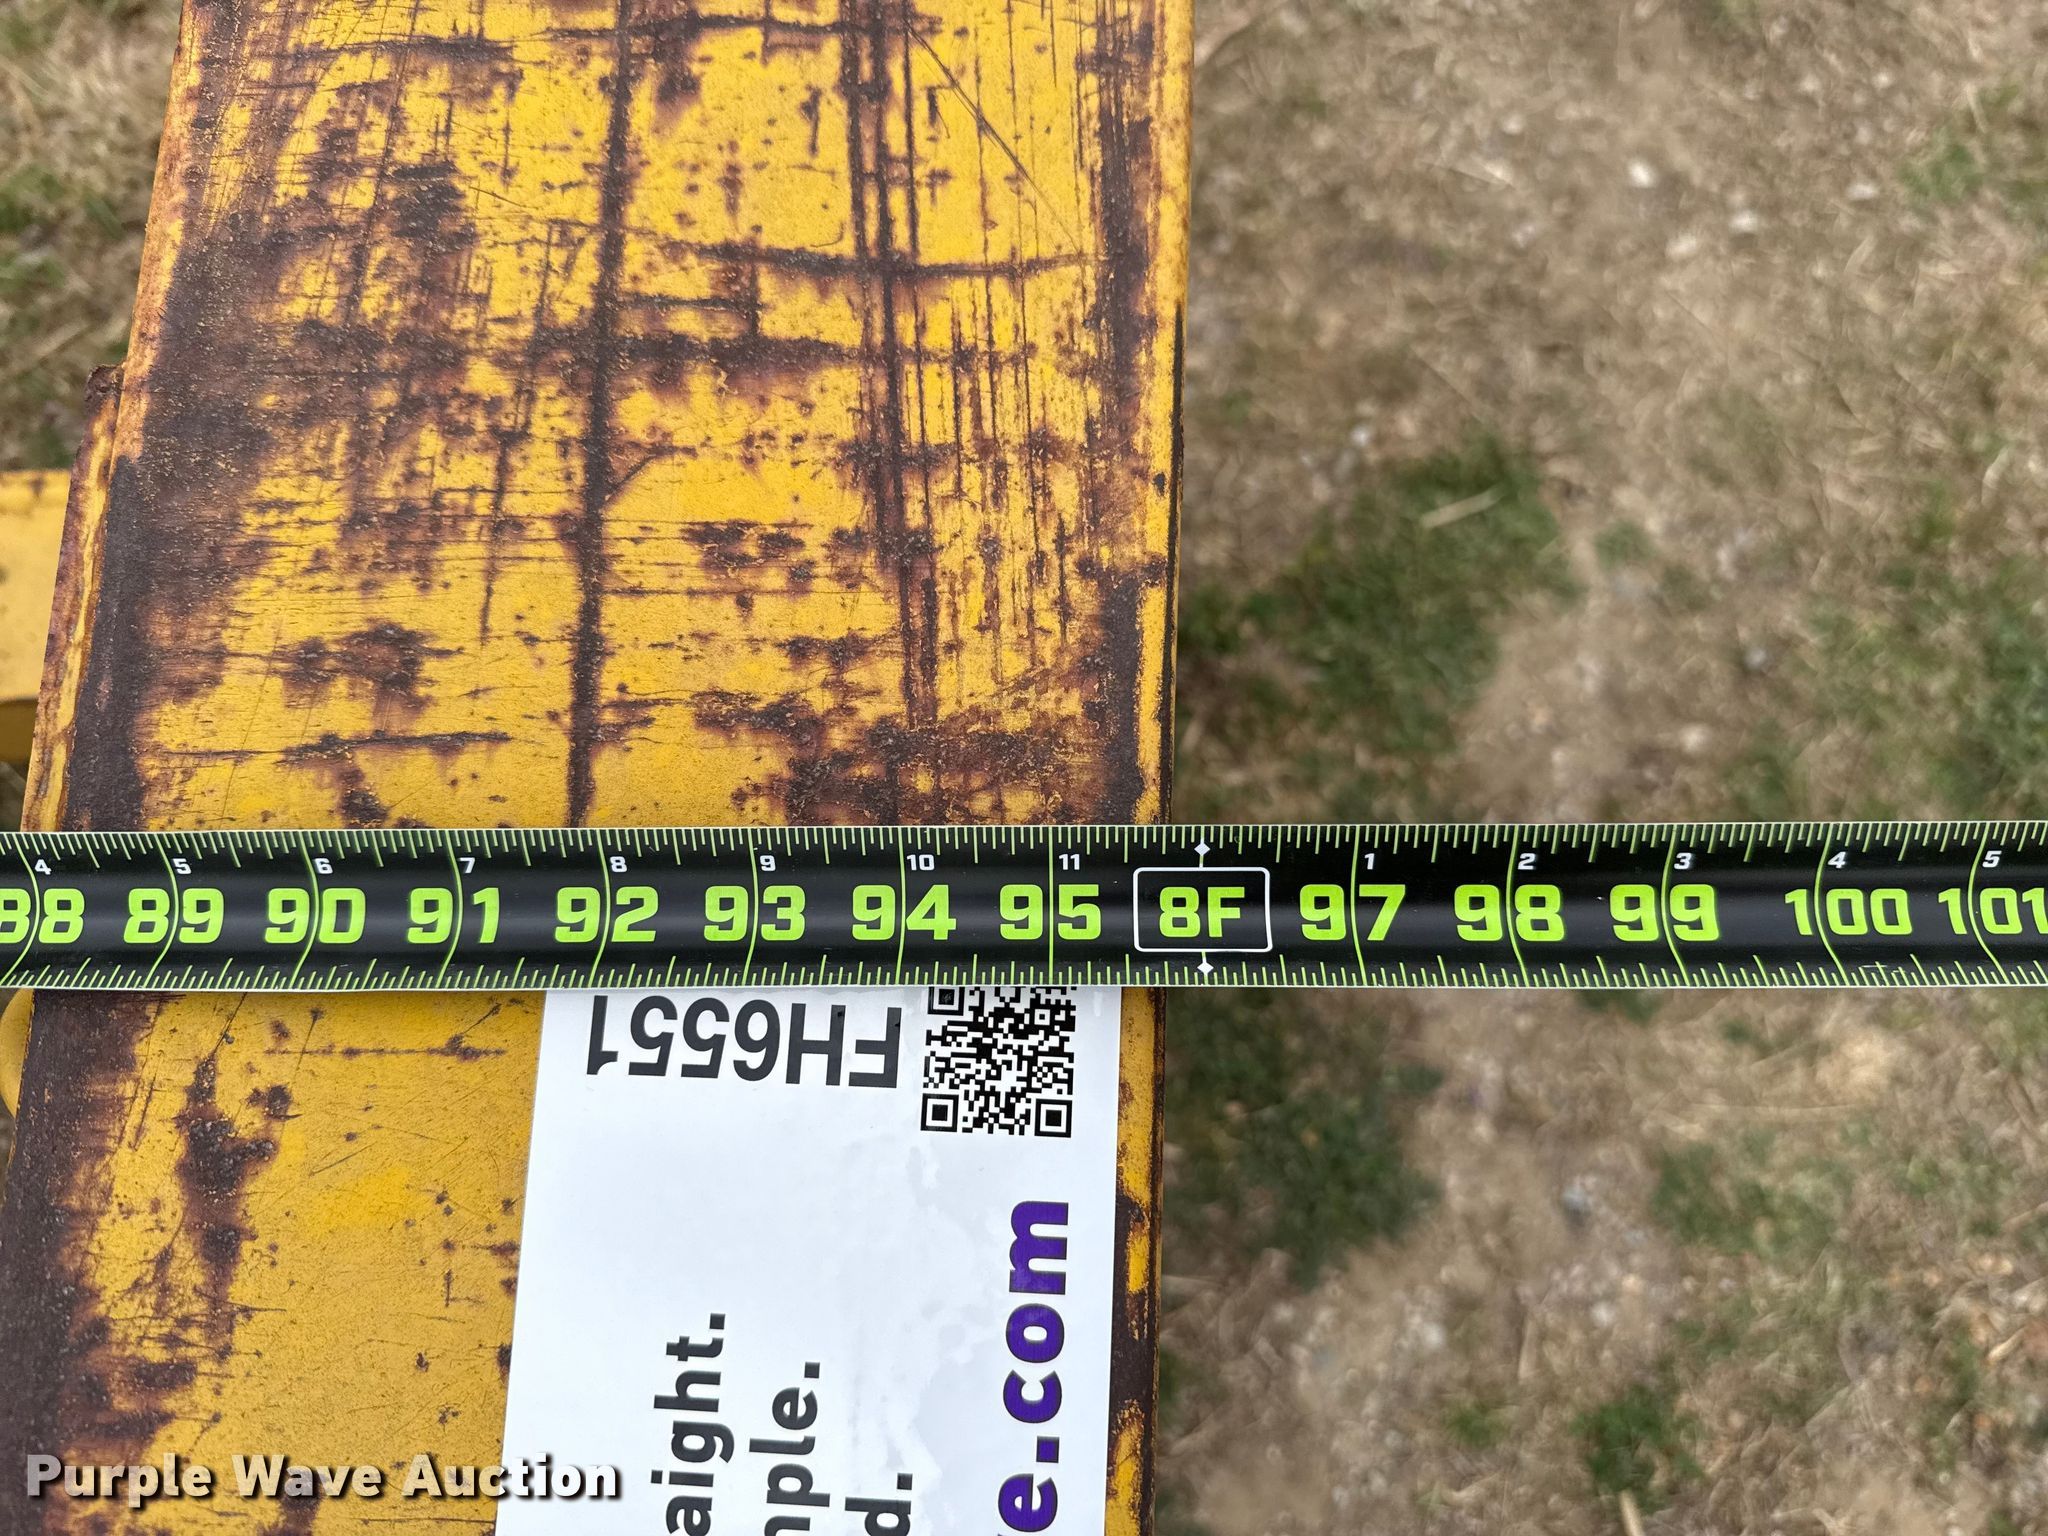 4 5 6 7 8 9 10 11 1 2 3 4 5
88 89 90 91 92 93 94 95 8F 97 98 99 100 101
FH6551
aight.
nple.
d.
e.com
Purple Wave Auction